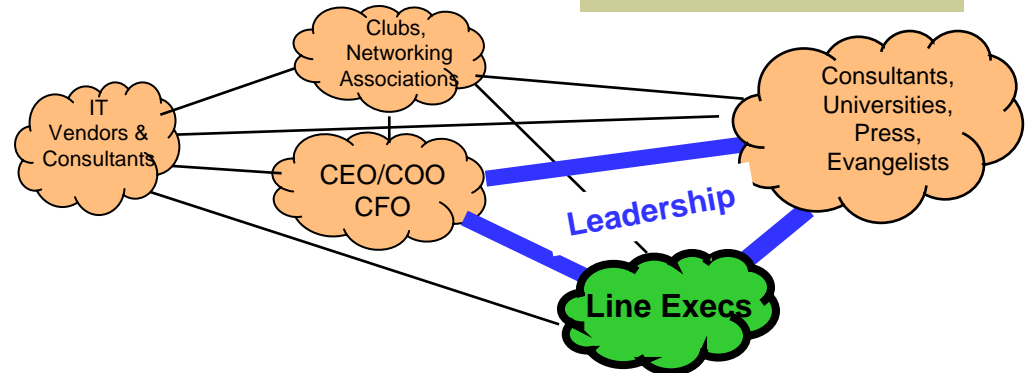 Clubs,
Networking
Associations
IT
Vendors &
Consultants
CEO/COO
CFO
Consultants,
Universities,
Press,
Evangelists
Leadership
Line Execs